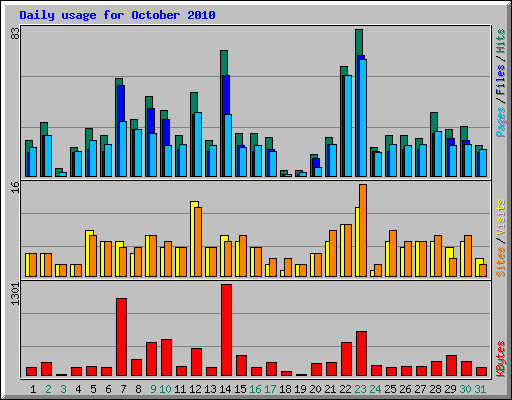 Daily usage for October 2010
83
Pages / Files / Hits
16
Sites / Visits
1301
KBytes
1 2 3 4 5 6 7 8 9 10 11 12 13 14 15 16 17 18 19 20 21 22 23 24 25 26 27 28 29 30 31